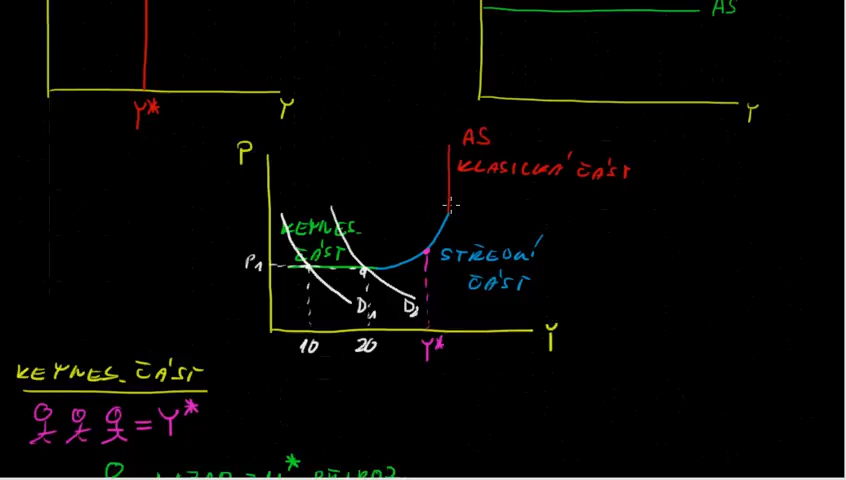 AS
Y*
Y
Y
P
AS
KLASICKÁ ČÁST
KEYNES.
ČÁST
STŘEDNÍ
ČÁST
P1
D1
D2
10
20
Y*
Y
KEYNES. ČÁST
= Y*